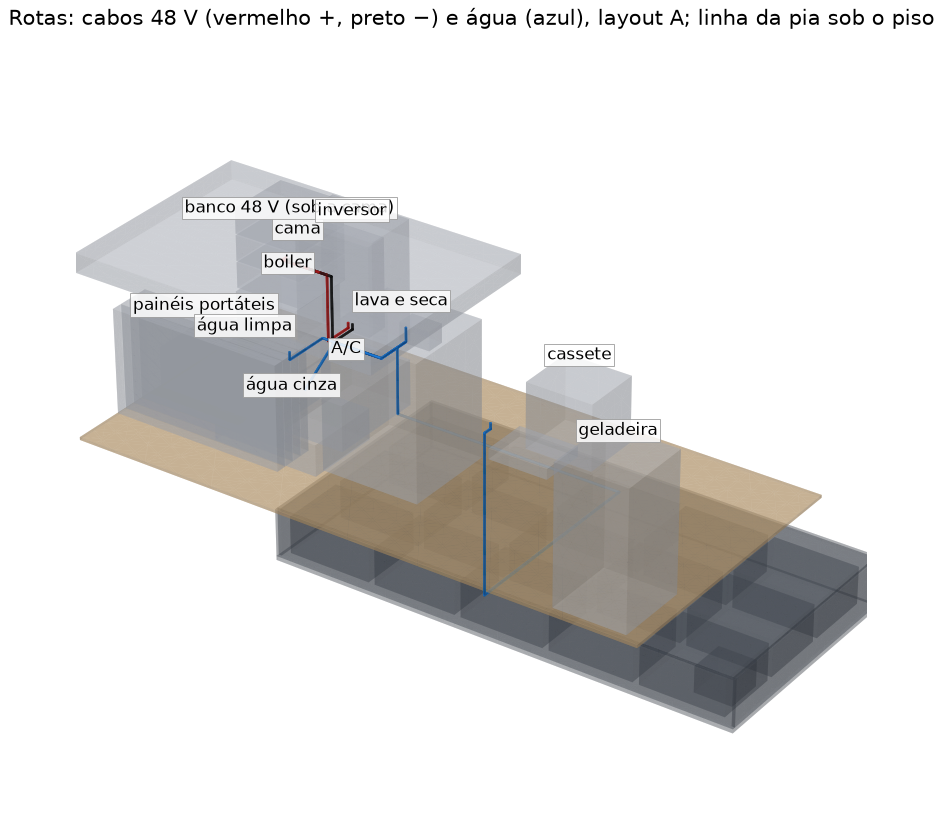 Rotas: cabos 48 V (vermelho +, preto −) e água (azul), layout A; linha da pia sob o piso
banco 48 V (sob
inversor
cama
boiler
painéis portáteis
lava e seca
água limpa
A/C
cassete
água cinza
geladeira